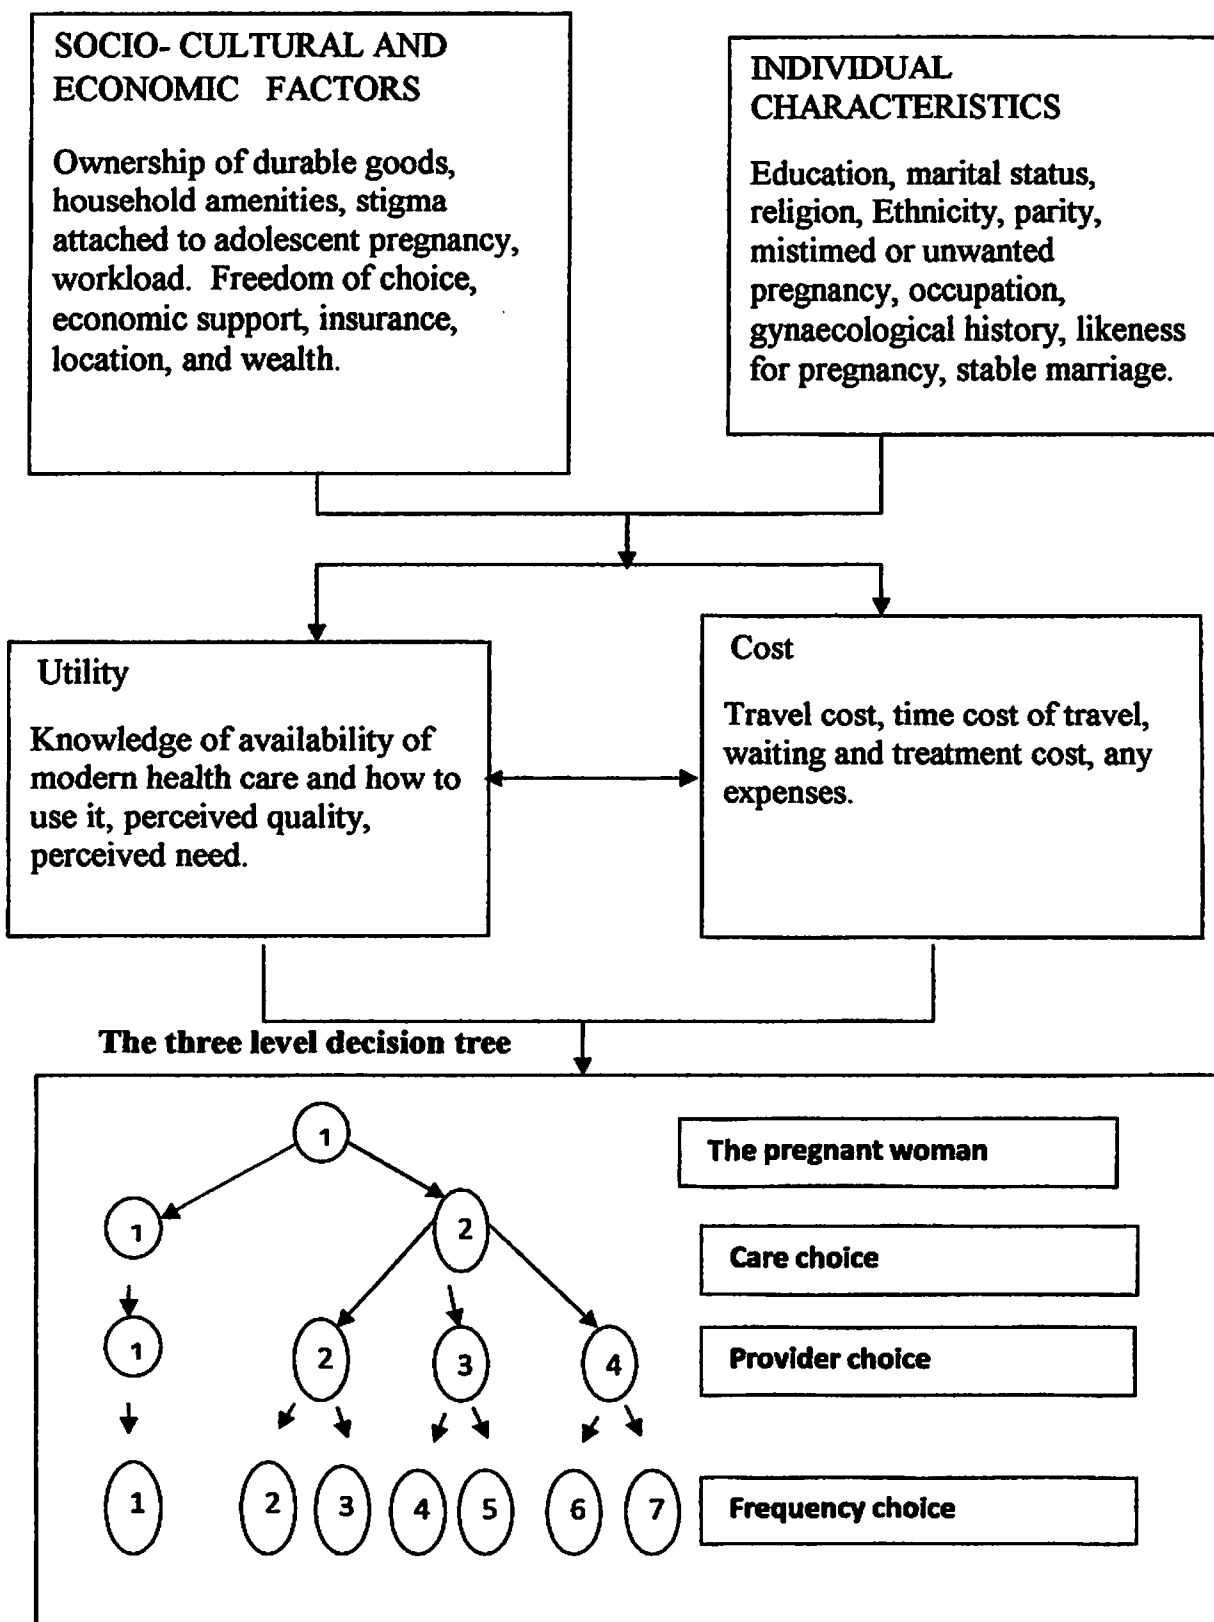 SOCIO- CULTURAL AND
ECONOMIC FACTORS
Ownership of durable goods,
household amenities, stigma
attached to adolescent pregnancy,
workload. Freedom of choice,
economic support, insurance,
location, and wealth.
INDIVIDUAL
CHARACTERISTICS
Education, marital status,
religion, Ethnicity, parity,
mistimed or unwanted
pregnancy, occupation,
gynaecological history, likeness
for pregnancy, stable marriage.
Utility
Knowledge of availability of
modern health care and how to
use it, perceived quality,
perceived need.
Cost
Travel cost, time cost of travel,
waiting and treatment cost, any
expenses.
The three level decision tree
1
The pregnant woman
1 2
Care choice
1 2 3 4
Provider choice
1 2 3 4 5 6 7
Frequency choice